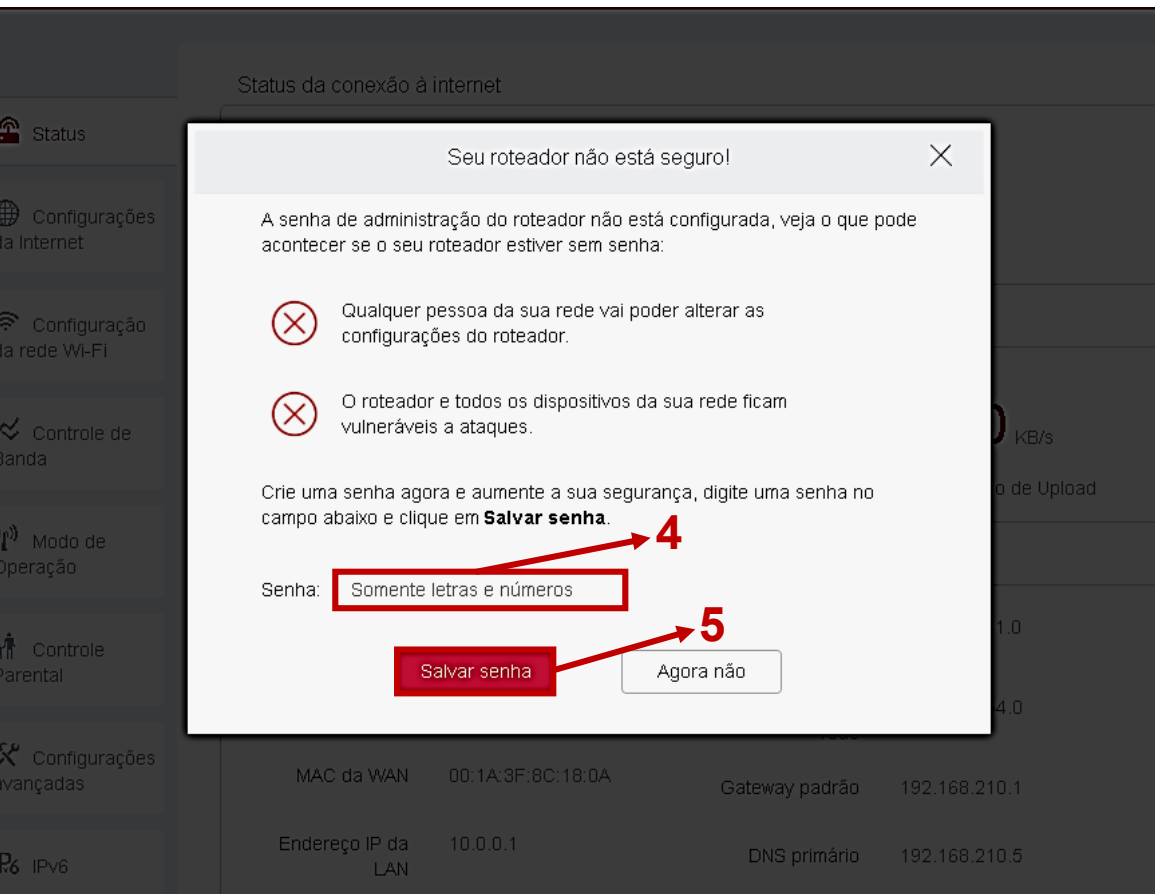 Status da conexão à internet
Status
Seu roteador não está seguro!
A senha de administração do roteador não está configurada, veja o que pode
acontecer se o seu roteador estiver sem senha:
Qualquer pessoa da sua rede vai poder alterar as
configurações do roteador.
O roteador e todos os dispositivos da sua rede ficam
vulneráveis a ataques.
Crie uma senha agora e aumente a sua segurança, digite uma senha no
campo abaixo e clique em Salvar senha.
4
Senha: Somente letras e números
5
Salvar senha
Agora não
Configurações
da Internet
Configuração
da rede Wi-Fi
Controle de
Banda
Modo de
Operação
Controle
Parental
Configurações
avançadas
IPv6
KB/s
o de Upload
1.0
4.0
MAC da WAN 00:1A:3F:8C:18:0A
Gateway padrão 192.168.210.1
Endereço IP da
LAN
10.0.0.1
DNS primário 192.168.210.5